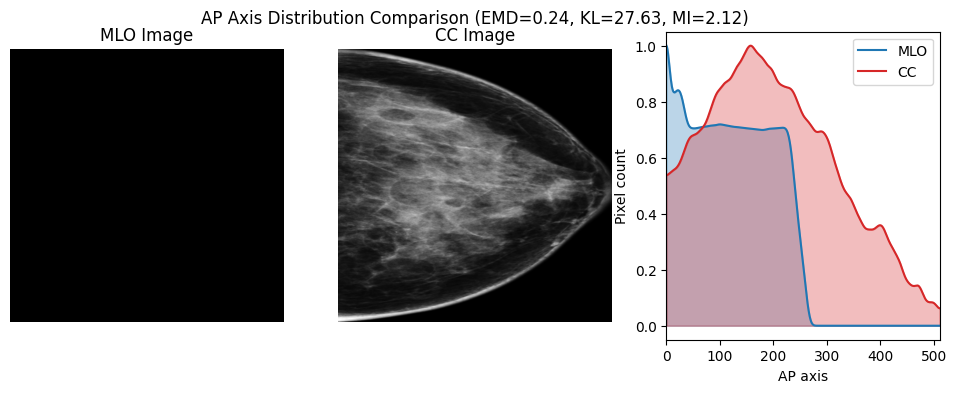 AP Axis Distribution Comparison (EMD=0.24, KL=27.63, MI=2.12)
MLO Image
CC Image
MLO
CC
Pixel count
1.0
0.8
0.6
0.4
0.2
0.0
0 100 200 300 400 500
AP axis